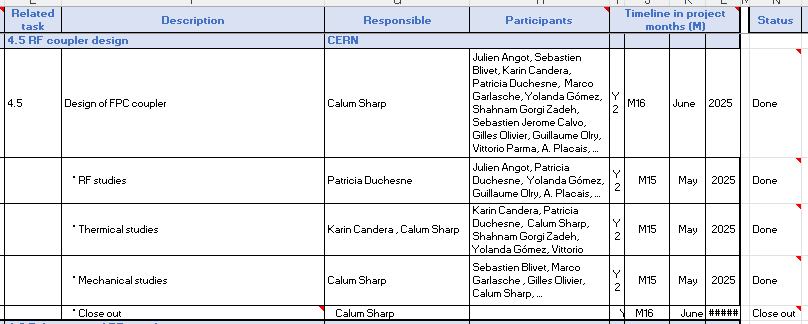 Related
task
Description
Responsible
Participants
Timeline in project
months (M)
Status
4.5 RF coupler design
CERN
4.5
Design of FPC coupler
Calum Sharp
Julien Angot, Sebastien
Blivet, Karin Candera,
Patricia Duchesne, Marco
Garlasche, Yolanda Gómez,
Shahnam Gorgi Zadeh,
Sebastien Jerome Calvo,
Gilles Olivier, Guillaume Olry,
Vittorio Parma, A. Placais, ...
Y
2
M16
June
2025
Done
* RF studies
Patricia Duchesne
Julien Angot, Patricia
Duchesne, Yolanda Gómez,
Guillaume Olry, A. Placais, ...
Y
2
M15
May
2025
Done
* Thermical studies
Karin Candera , Calum Sharp
Karin Candera, Patricia
Duchesne, Calum Sharp,
Shahnam Gorgi Zadeh,
Yolanda Gómez, Vittorio
Y
2
M15
May
2025
Done
* Mechanical studies
Calum Sharp
Sebastien Blivet, Marco
Garlasche , Gilles Olivier,
Calum Sharp, ...
Y
2
M15
May
2025
Done
* Close out
Calum Sharp
Y
M16
June
#####
Close out